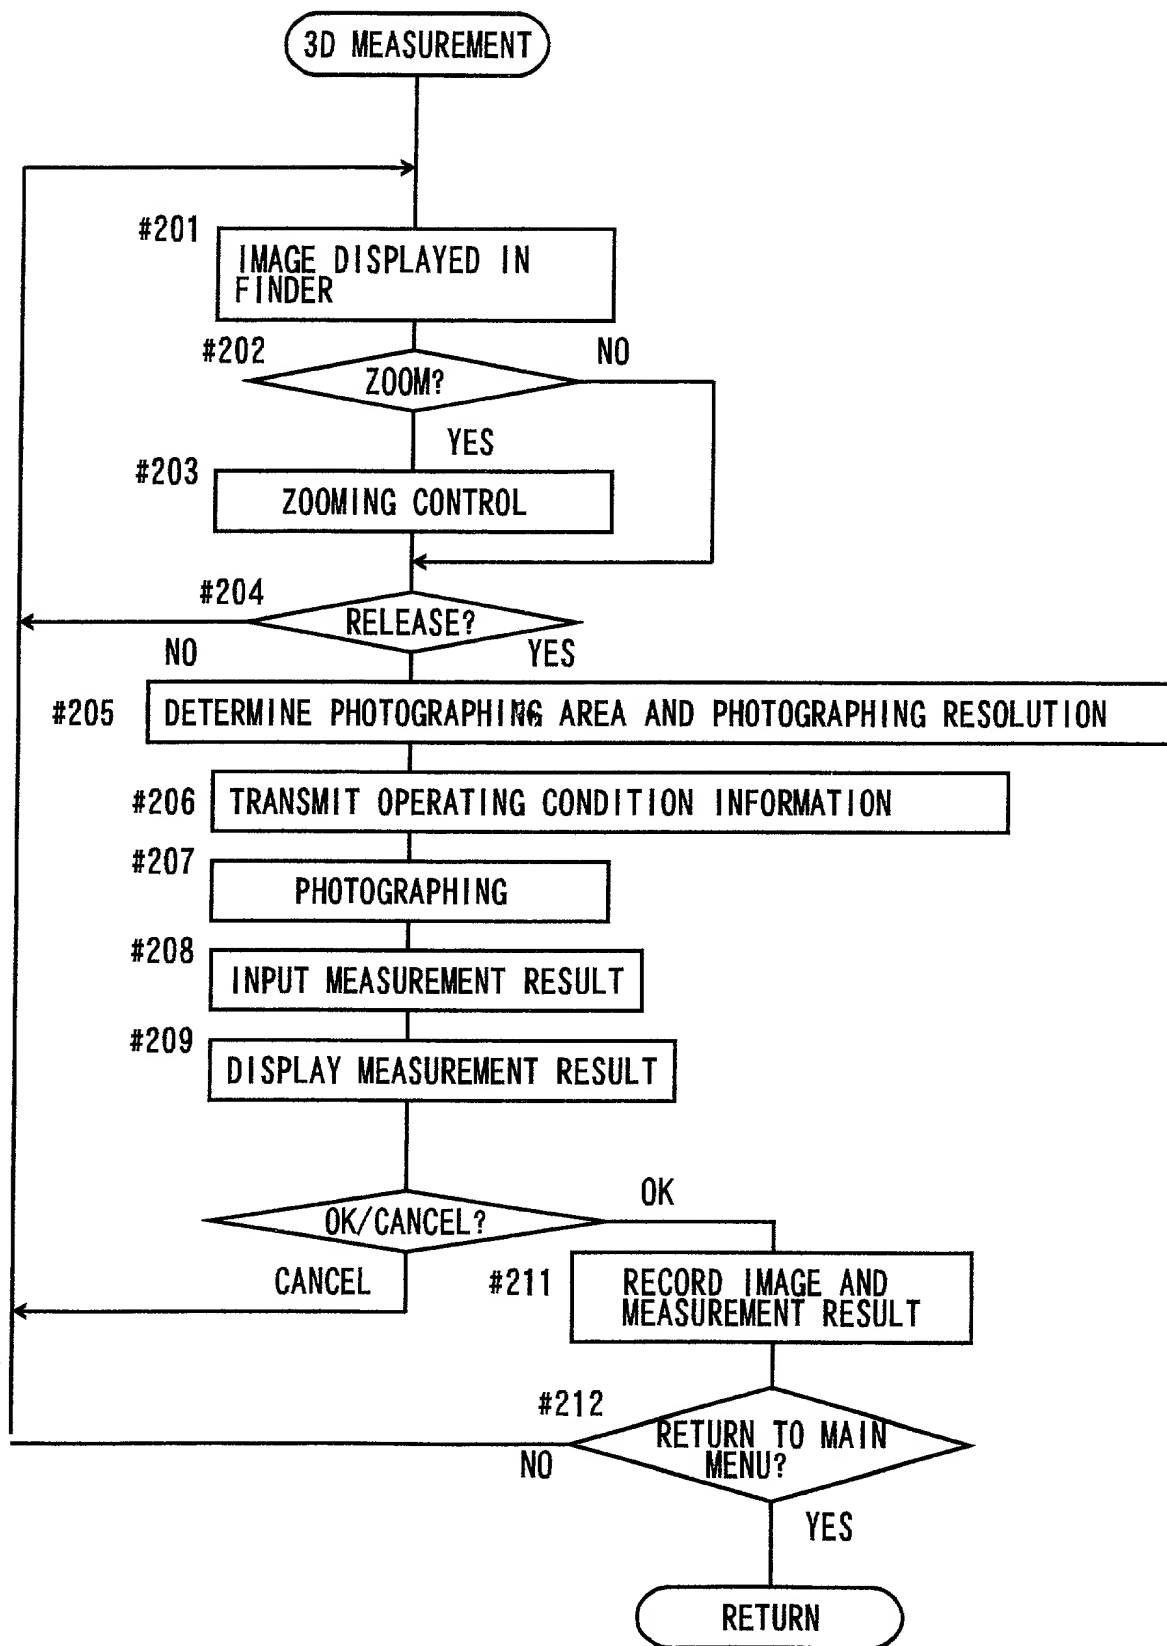 3D MEASUREMENT
#201
IMAGE DISPLAYED IN
FINDER
#202
NO
ZOOM?
YES
#203
ZOOMING CONTROL
#204
RELEASE?
NO
YES
#205
DETERMINE PHOTOGRAPHING AREA AND PHOTOGRAPHING RESOLUTION
#206
TRANSMIT OPERATING CONDITION INFORMATION
#207
PHOTOGRAPHING
#208
INPUT MEASUREMENT RESULT
#209
DISPLAY MEASUREMENT RESULT
OK
OK/CANCEL?
CANCEL
#211
RECORD IMAGE AND
MEASUREMENT RESULT
#212
RETURN TO MAIN
MENU?
NO
YES
RETURN